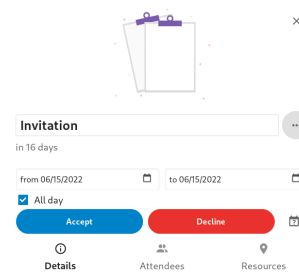 Invitation
in 16 days
from 06/15/2022
to 06/15/2022
All day
Accept
Decline
Details
Attendees
Resources